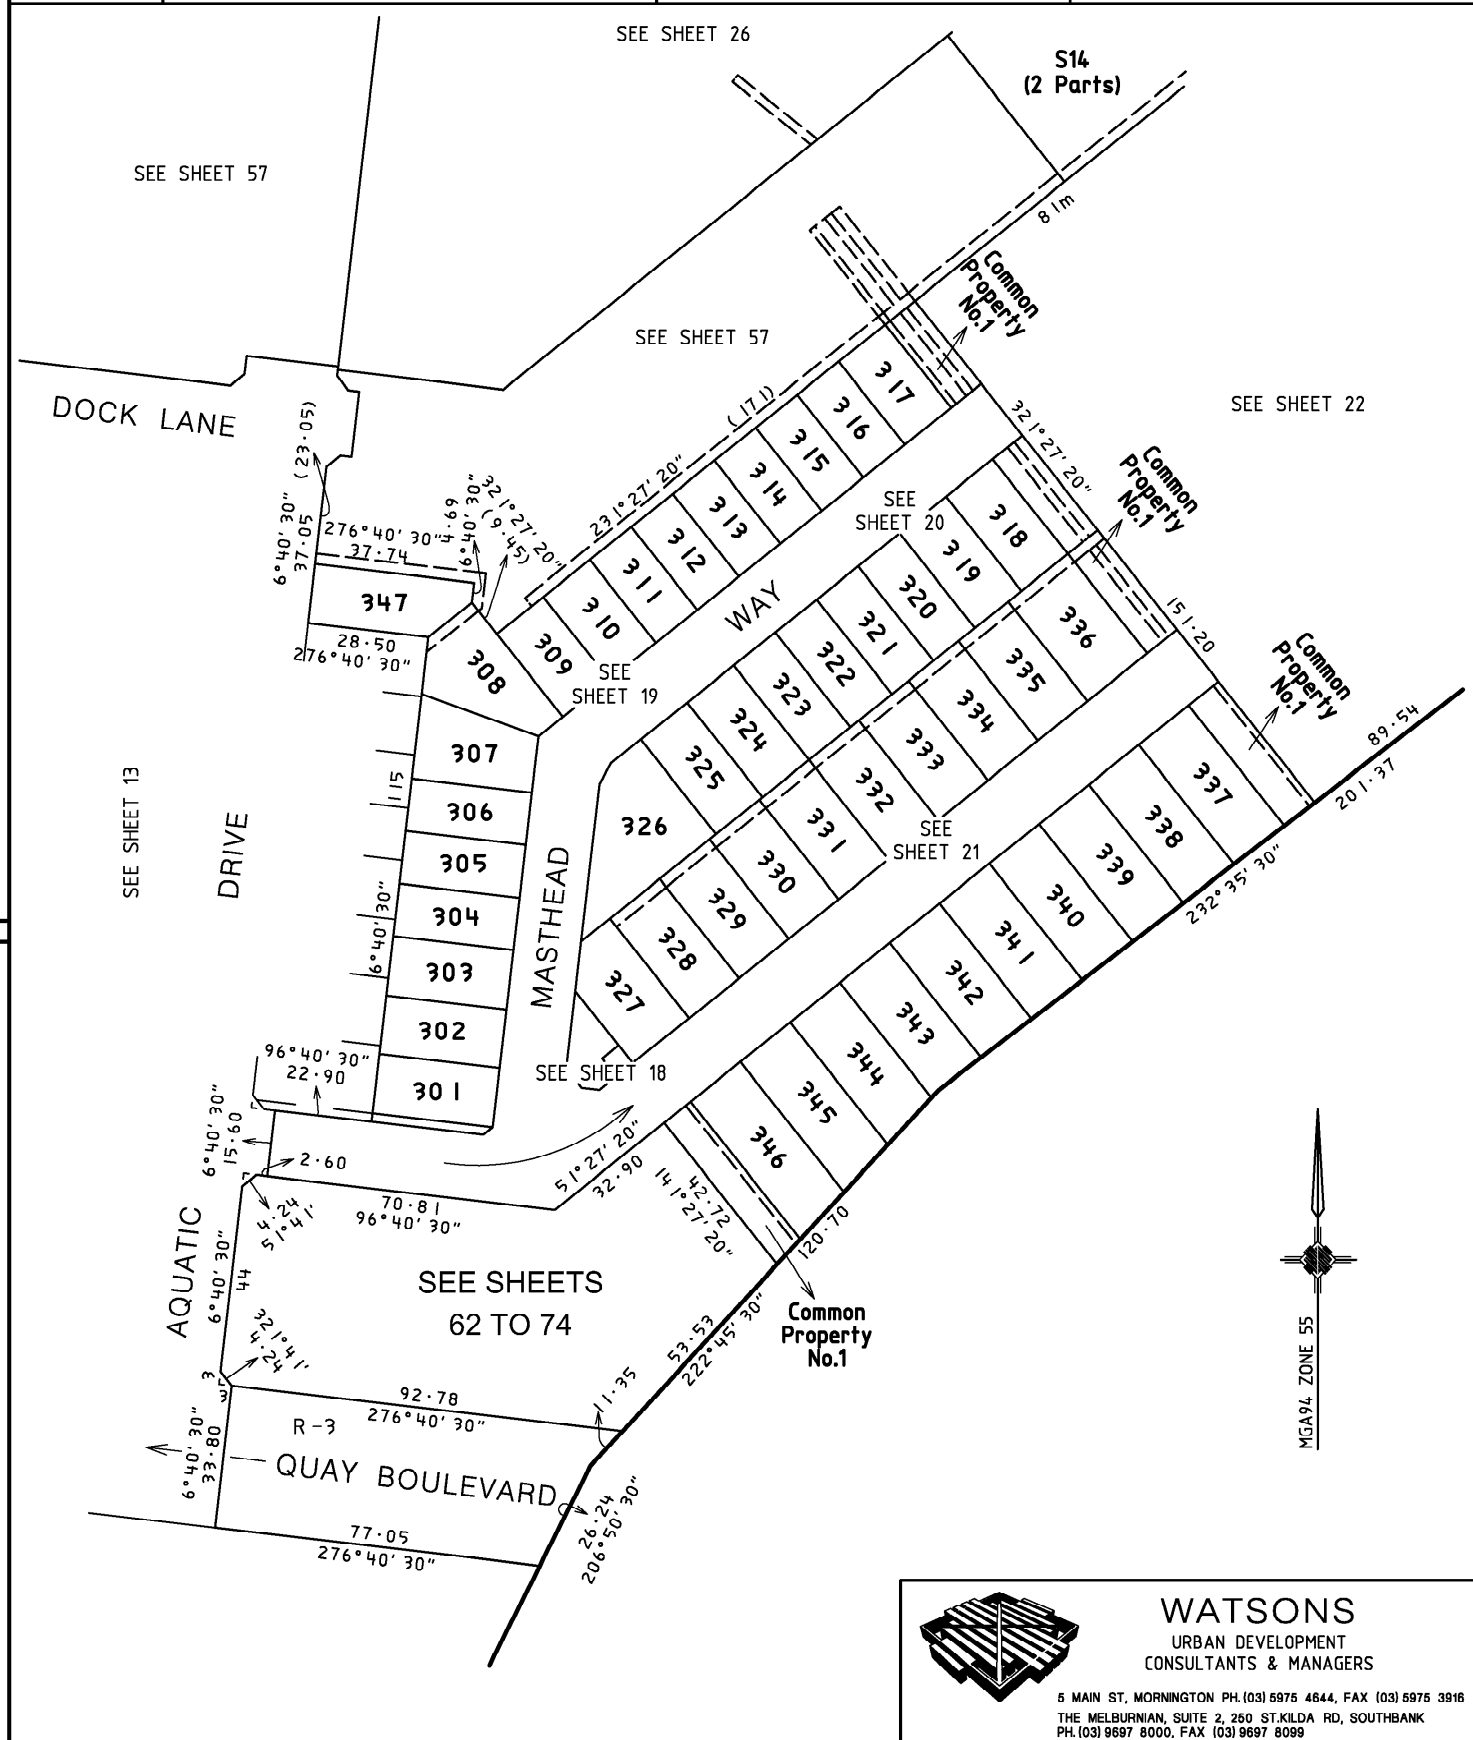 SEE SHEET 26
S14
(2 Parts)
SEE SHEET 57
81m
Common
Property
No.1
SEE SHEET 57
SEE SHEET 22
DOCK LANE
(23·05)
(171)
317
316
315
314
313
312
311
310
309
231°27'20"
321°27'20"
Common
Property
No.1
6°40'30"
37·05
276°40'30"
37·74
4·69
6°40'30"
321°27'20"
(9·45)
347
28·50
276°40'30"
308
SEE
SHEET 20
SEE
SHEET 19
WAY
318
319
320
321
322
323
324
325
326
336
335
334
333
332
331
330
329
328
327
151·20
Common
Property
No.1
89·54
201·37
232°35'30"
SEE SHEET 13
DRIVE
115
6°40'30"
307
306
305
304
303
302
301
MASTHEAD
SEE
SHEET 21
337
338
339
340
341
342
343
344
345
346
SEE SHEET 18
96°40'30"
22·90
6°40'30"
15·60
2·60
70·81
96°40'30"
51°27'20"
32·90
42·72
141°27'20"
120·70
4·24
51°41'
AQUATIC
6°40'30"
44
SEE SHEETS
62 TO 74
Common
Property
No.1
321°41'
4·24
3
3
53·53
222°45'30"
11·35
92·78
276°40'30"
R-3
6°40'30"
33·80
QUAY BOULEVARD
26·24
206°50'30"
77·05
276°40'30"
MGA94 ZONE 55
WATSONS
URBAN DEVELOPMENT
CONSULTANTS & MANAGERS
5 MAIN ST, MORNINGTON PH.(03) 5975 4644, FAX (03) 5975 3916
THE MELBURNIAN, SUITE 2, 250 ST.KILDA RD, SOUTHBANK
PH.(03) 9697 8000, FAX (03) 9697 8099